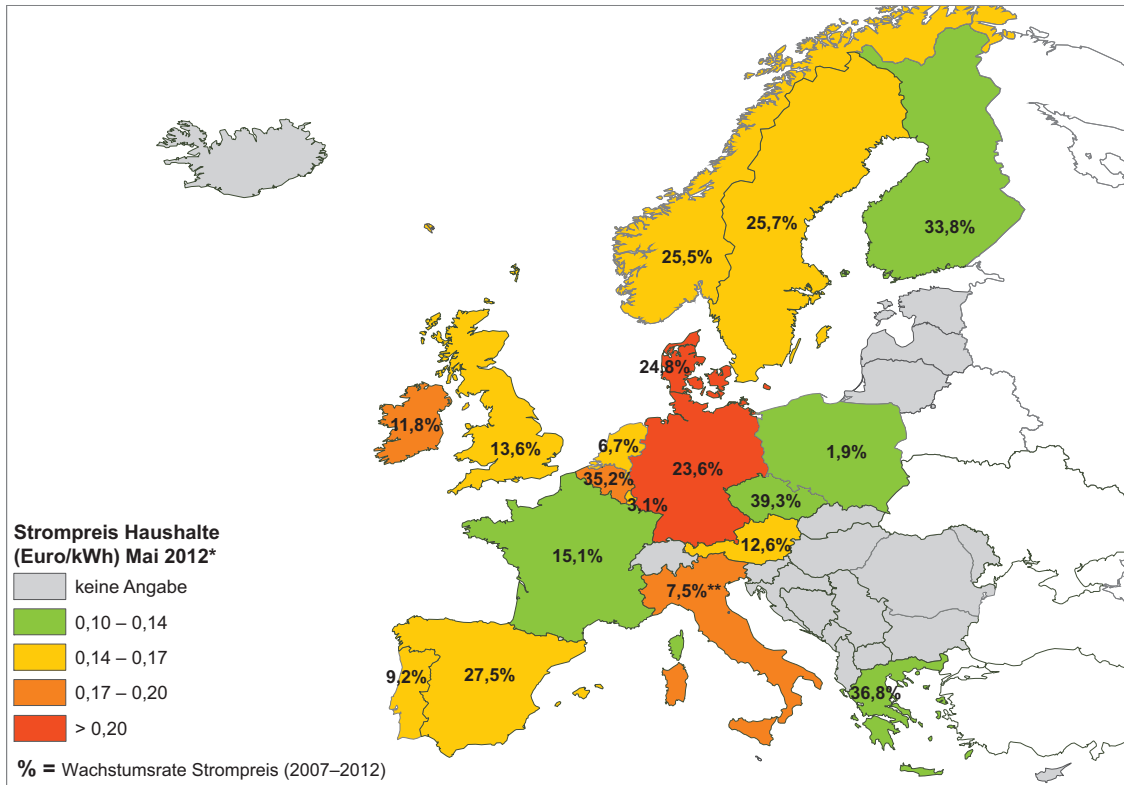 33,8%
25,7%
25,5%
24,8%
11,8%
13,6%
6,7%
23,6%
1,9%
35,2%
3,1%
39,3%
12,6%
15,1%
7,5%**
9,2%
27,5%
36,8%
Strompreis Haushalte
(Euro/kWh) Mai 2012*
keine Angabe
0,10 – 0,14
0,14 – 0,17
0,17 – 0,20
> 0,20
% = Wachstumsrate Strompreis (2007–2012)